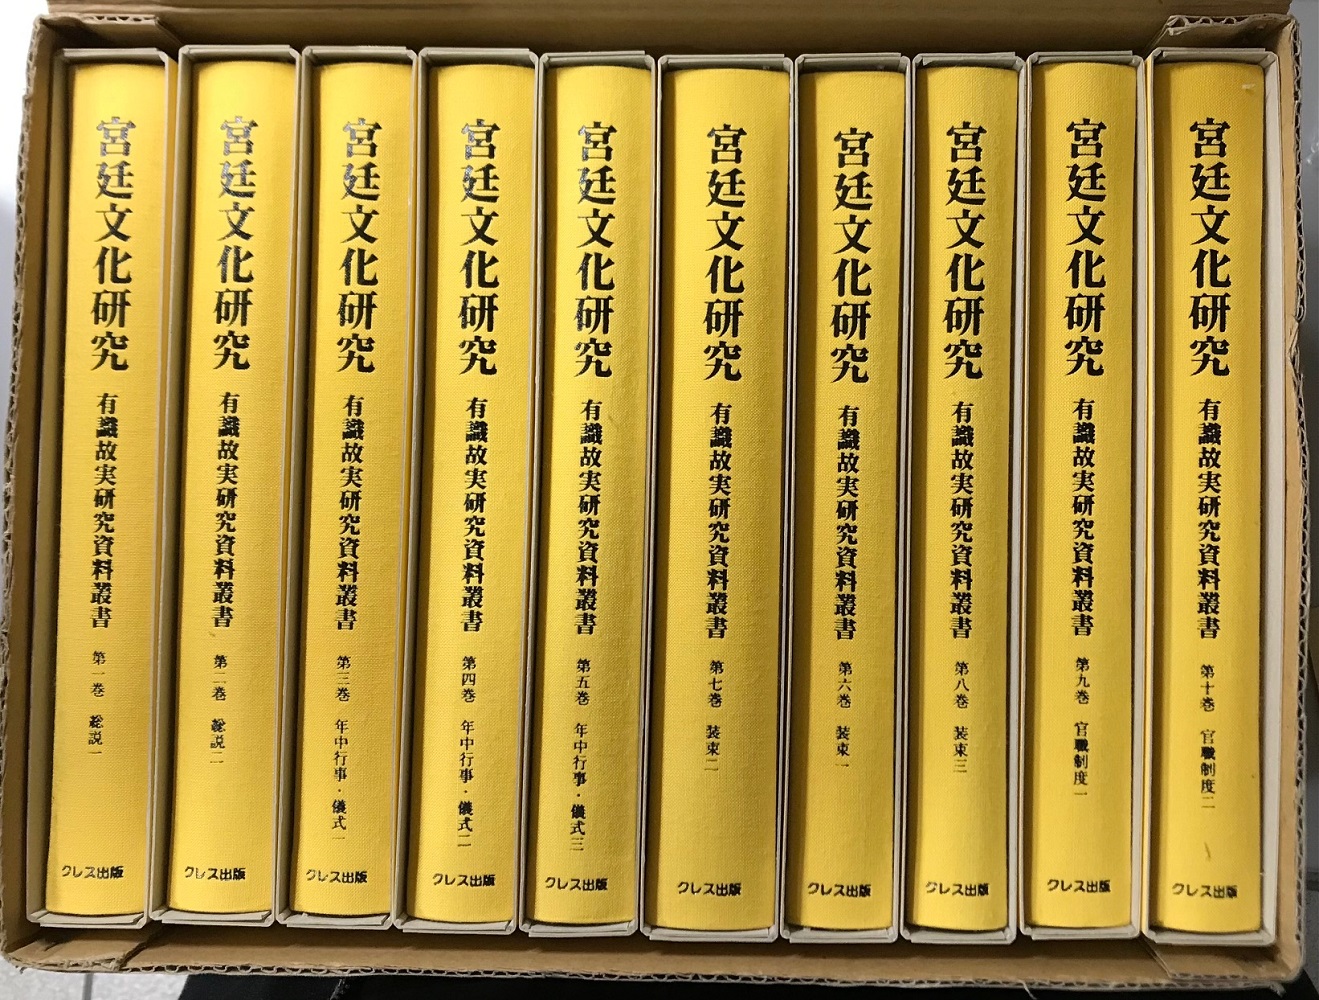 宮廷文化研究
有識故実研究資料叢書
第一巻 総説一
クレス出版
宮廷文化研究
有識故実研究資料叢書
第二巻 総説二
クレス出版
宮廷文化研究
有識故実研究資料叢書
第三巻 年中行事・儀式一
クレス出版
宮廷文化研究
有識故実研究資料叢書
第四巻 年中行事・儀式二
クレス出版
宮廷文化研究
有識故実研究資料叢書
第五巻 年中行事・儀式三
クレス出版
宮廷文化研究
有識故実研究資料叢書
第七巻 装束二
クレス出版
宮廷文化研究
有識故実研究資料叢書
第六巻 装束一
クレス出版
宮廷文化研究
有識故実研究資料叢書
第八巻 装束三
クレス出版
宮廷文化研究
有識故実研究資料叢書
第九巻 官職制度一
クレス出版
宮廷文化研究
有識故実研究資料叢書
第十巻 官職制度二
クレス出版